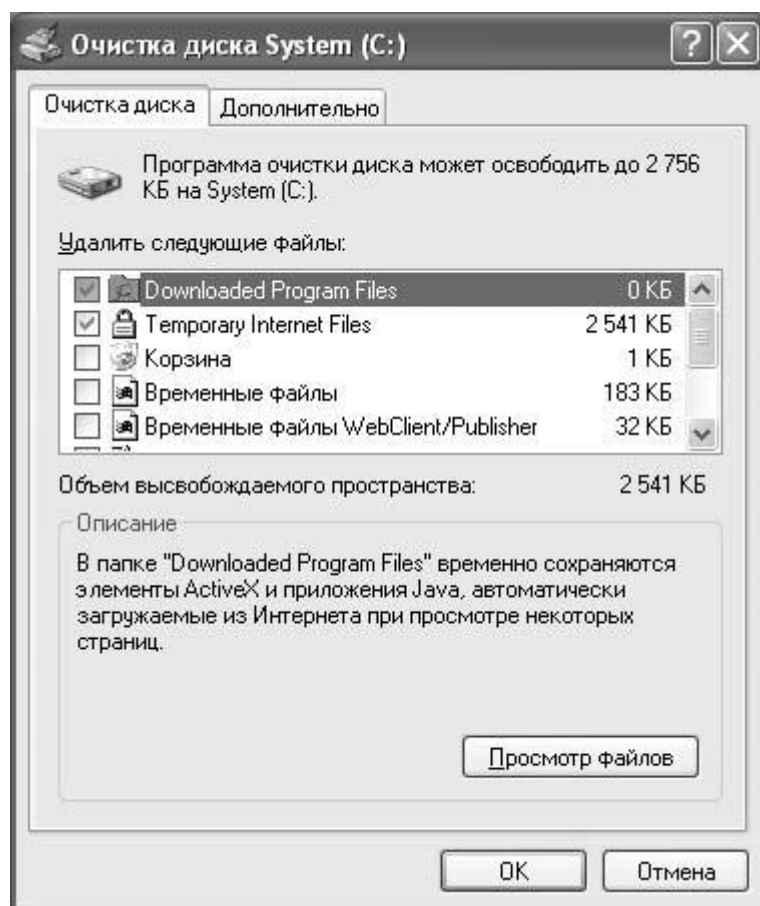 Очистка диска System (C:)
Очистка диска Дополнительно
Программа очистки диска может освободить до 2 756
КБ на System (C:).
Удалить следующие файлы:
Downloaded Program Files 0 КБ
Temporary Internet Files 2 541 КБ
Корзина 1 КБ
Временные файлы 183 КБ
Временные файлы WebClient/Publisher 32 КБ
Объем высвобождаемого пространства: 2 541 КБ
Описание
В папке "Downloaded Program Files" временно сохраняются
элементы ActiveX и приложения Java, автоматически
загружаемые из Интернета при просмотре некоторых
страниц.
Просмотр файлов
ОК Отмена